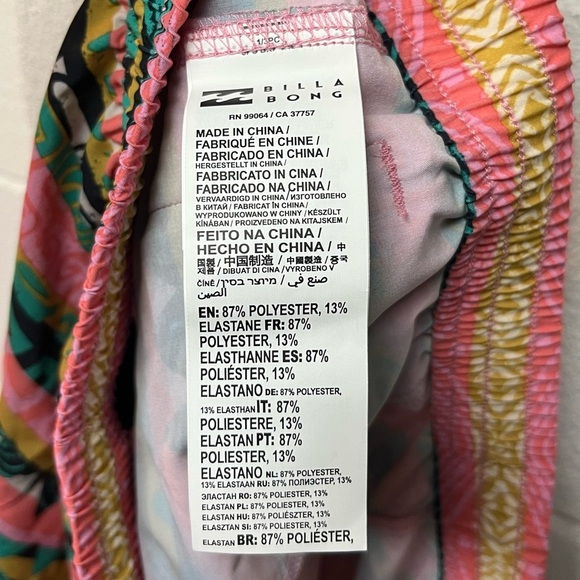 1/ PC
BILLA
BONG
RN 99064 / CA 37757
MADE IN CHINA /
FABRIQUÉ EN CHINE /
FABRICADO EN CHINA /
HERGESTELLT IN CHINA /
FABBRICATO IN CINA /
FABRICADO NA CHINA /
VERVAARDIGD IN CHINA / ИЗГОТОВЛЕНО
В КИТАЙ / FABRICAT ÎN CHINA /
WYPRODUKOWANO W CHINY / KÉSZÜLT
KÍNÁBAN / PROIZVEDENO NA KITAJSKEM /
FEITO NA CHINA /
HECHO EN CHINA / 中
国製 / 中国制造 / 中國製造 / 중국
제품 / DIBUAT DI CINA / VYROBENO V
ČÍNĚ / מיוצר בסין / صنع في
الصين
EN: 87% POLYESTER, 13%
ELASTANE FR: 87%
POLYESTER, 13%
ELASTHANNE ES: 87%
POLIÉSTER, 13%
ELASTANO DE: 87% POLYESTER,
13% ELASTHAN IT: 87%
POLIESTERE, 13%
ELASTAN PT: 87%
POLIÉSTER, 13%
ELASTANO NL: 87% POLYESTER,
13% ELASTAAN RU: 87% ПОЛИЭСТЕР, 13%
ЭЛАСТАН RO: 87% POLIESTER, 13%
ELASTAN PL: 87% POLIESTER, 13%
ELASTAN HU: 87% POLIÉSZTER, 13%
ELASZTÁN SI: 87% POLIESTER, 13%
ELASTAN BR: 87% POLIÉSTER,